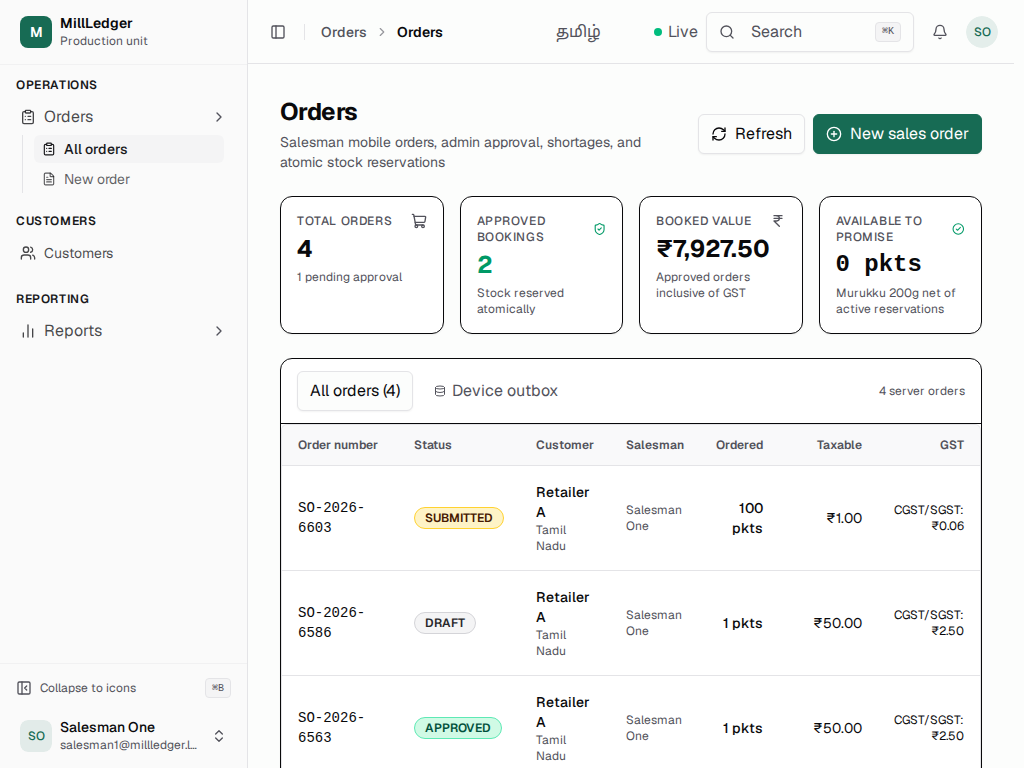 M
MillLedger
Production unit
OPERATIONS
Orders
All orders
New order
CUSTOMERS
Customers
REPORTING
Reports
Collapse to icons ⌘B
SO
Salesman One
salesman1@millledger.l...
Orders > Orders
தமிழ்
Live
Search ⌘K
SO
Orders
Salesman mobile orders, admin approval, shortages, and
atomic stock reservations
Refresh
New sales order
TOTAL ORDERS
4
1 pending approval
APPROVED
BOOKINGS
2
Stock reserved
atomically
BOOKED VALUE ₹
₹7,927.50
Approved orders
inclusive of GST
AVAILABLE TO
PROMISE
0 pkts
Murukku 200g net of
active reservations
All orders (4) Device outbox 4 server orders
Order number Status Customer Salesman Ordered Taxable GST
SO-2026-
6603
SUBMITTED
Retailer
A
Tamil
Nadu
Salesman
One
100
pkts
₹1.00
CGST/SGST:
₹0.06
SO-2026-
6586
DRAFT
Retailer
A
Tamil
Nadu
Salesman
One
1 pkts
₹50.00
CGST/SGST:
₹2.50
SO-2026-
6563
APPROVED
Retailer
A
Tamil
Nadu
Salesman
One
1 pkts
₹50.00
CGST/SGST:
₹2.50